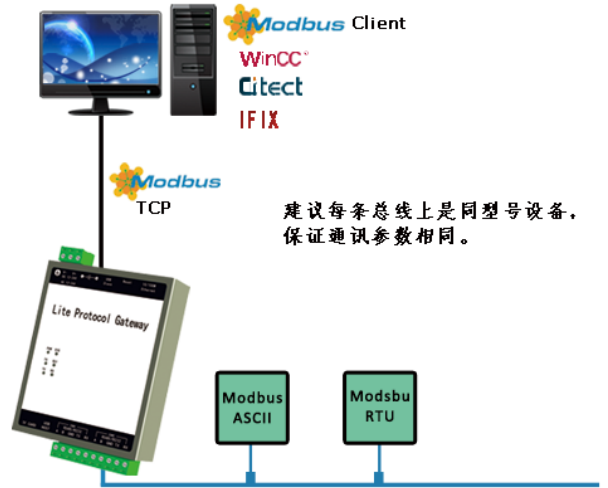 Modbus Client
WinCC
Citect
IFIX
Modbus
TCP
建议每条总线上是同型号设备,
保证通讯参数相同。
Lite Protocol Gateway
Modbus
ASCII
Modsbu
RTU